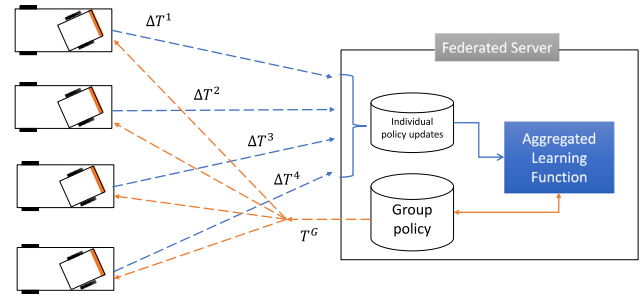 Federated Server
ΔT¹
ΔT²
ΔT³
ΔT⁴
Individual
policy updates
Aggregated
Learning
Function
Group
policy
Tᴳ